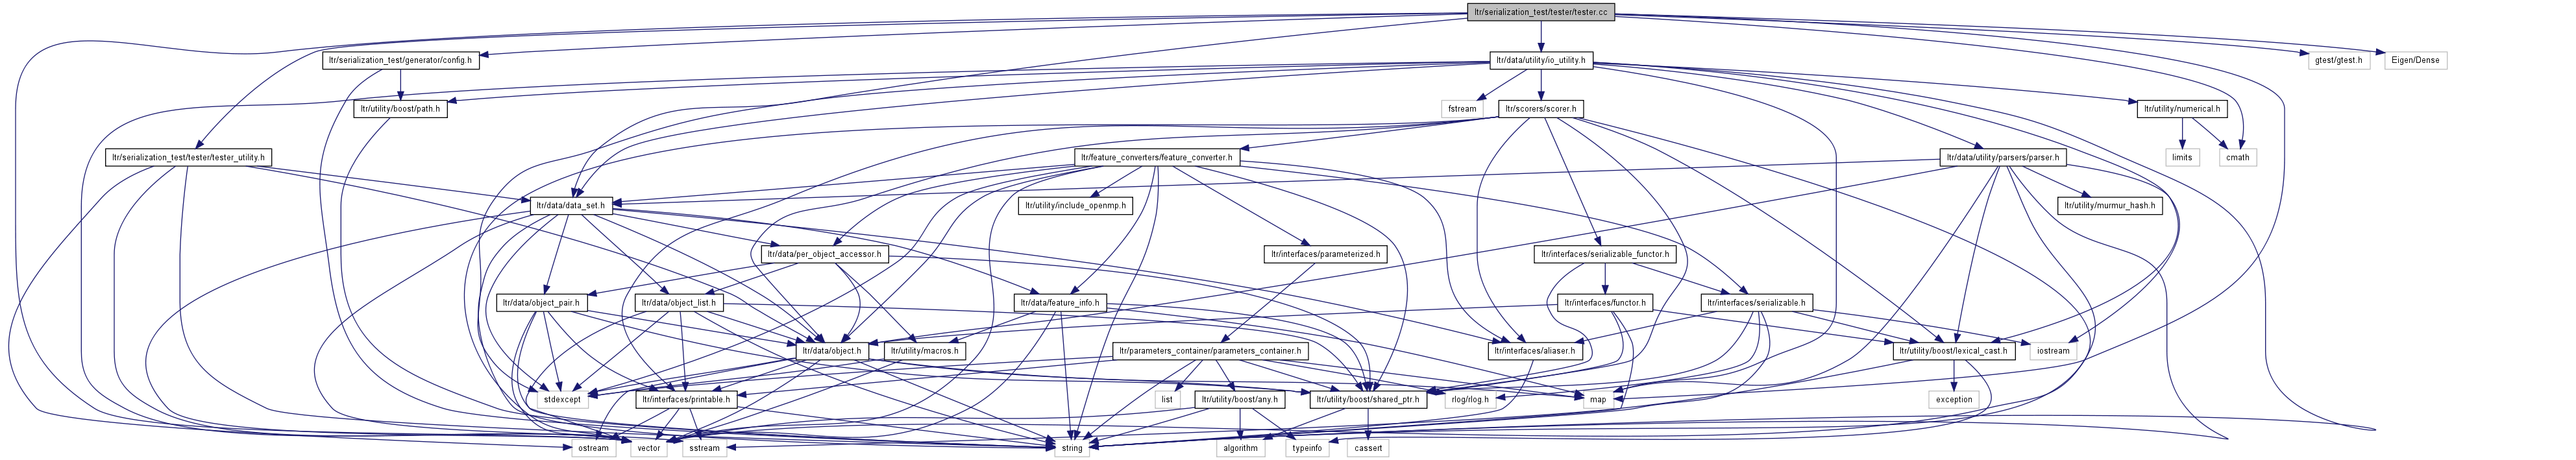 ltr/serialization_test/tester/tester.cc
ltr/serialization_test/generator/config.h
ltr/data/utility/io_utility.h
gtest/gtest.h
Eigen/Dense
ltr/utility/boost/path.h
fstream
ltr/scorers/scorer.h
ltr/utility/numerical.h
ltr/serialization_test/tester/tester_utility.h
ltr/feature_converters/feature_converter.h
ltr/data/utility/parsers/parser.h
limits
cmath
ltr/data/data_set.h
ltr/utility/include_openmp.h
ltr/utility/murmur_hash.h
ltr/data/per_object_accessor.h
ltr/interfaces/parameterized.h
ltr/interfaces/serializable_functor.h
ltr/data/object_pair.h
ltr/data/object_list.h
ltr/data/feature_info.h
ltr/interfaces/functor.h
ltr/interfaces/serializable.h
ltr/data/object.h
ltr/utility/macros.h
ltr/parameters_container/parameters_container.h
ltr/interfaces/aliaser.h
ltr/utility/boost/lexical_cast.h
iostream
stdexcept
ltr/interfaces/printable.h
list
ltr/utility/boost/any.h
ltr/utility/boost/shared_ptr.h
rlog/rlog.h
map
exception
ostream
vector
sstream
string
algorithm
typeinfo
cassert